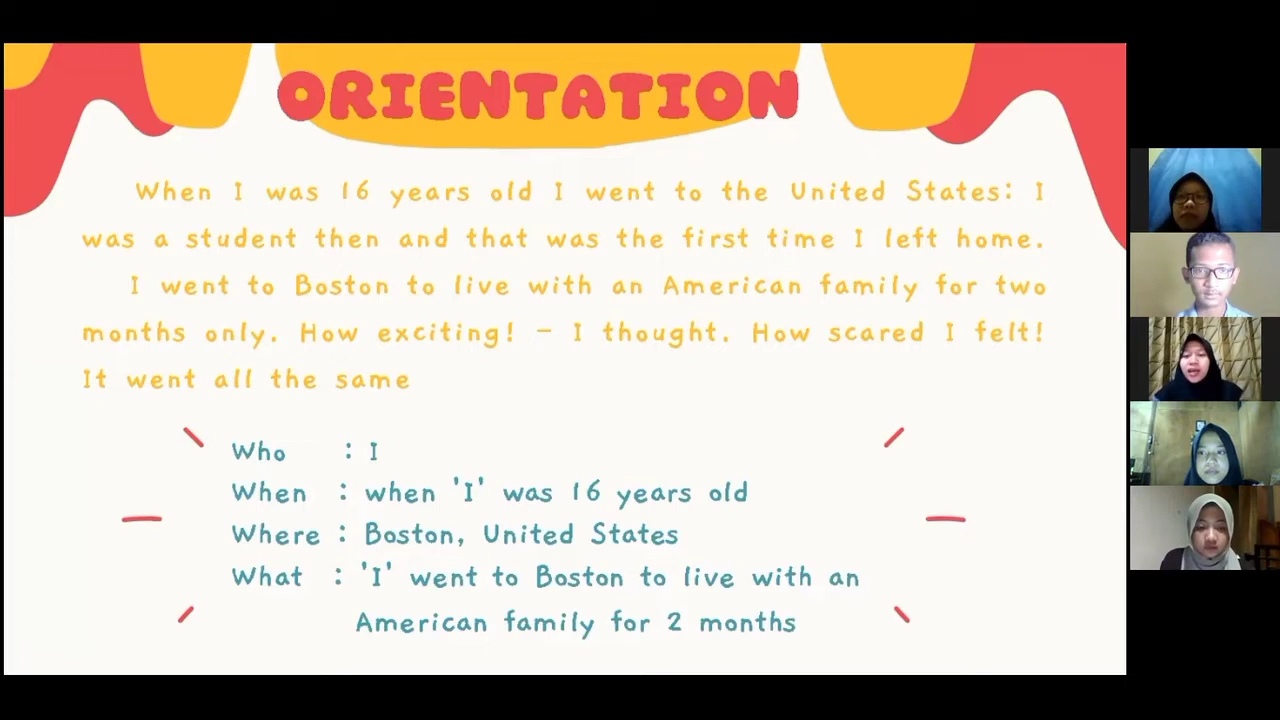 ORIENTATION
When I was 16 years old I went to the United States: I
was a student then and that was the first time I left home.
I went to Boston to live with an American family for two
months only. How exciting! - I thought. How scared I felt!
It went all the same
Who : I
When : when 'I' was 16 years old
Where : Boston, United States
What : 'I' went to Boston to live with an
American family for 2 months